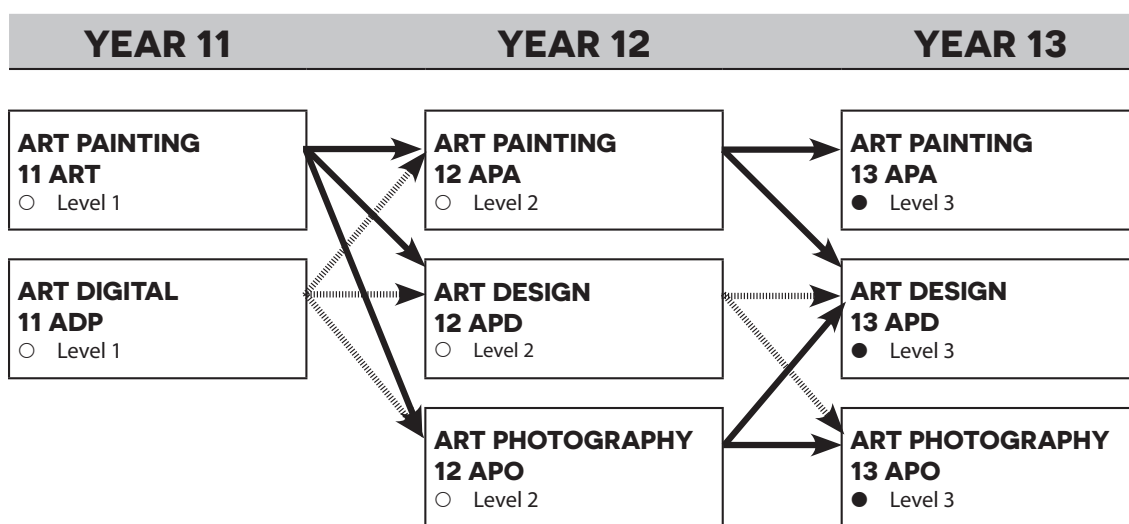 YEAR 11
YEAR 12
YEAR 13
ART PAINTING
11 ART
○ Level 1
ART PAINTING
12 APA
○ Level 2
ART PAINTING
13 APA
● Level 3
ART DIGITAL
11 ADP
○ Level 1
ART DESIGN
12 APD
○ Level 2
ART DESIGN
13 APD
● Level 3
ART PHOTOGRAPHY
12 APO
○ Level 2
ART PHOTOGRAPHY
13 APO
● Level 3